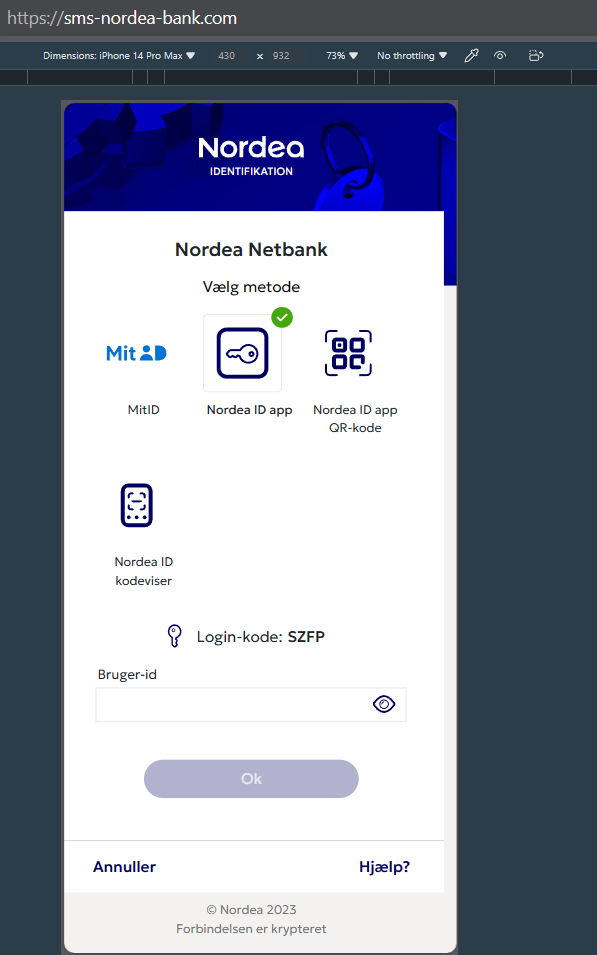 https://sms-nordea-bank.com
Dimensions: iPhone 14 Pro Max ▼ 430 × 932 73% ▼ No throttling ▼
Nordea
IDENTIFIKATION
Nordea Netbank
Vælg metode
Mit
MitID
Nordea ID app
Nordea ID app
QR-kode
Nordea ID
kodeviser
Login-kode: SZFP
Bruger-id
Ok
Annuller Hjælp?
© Nordea 2023
Forbindelsen er krypteret